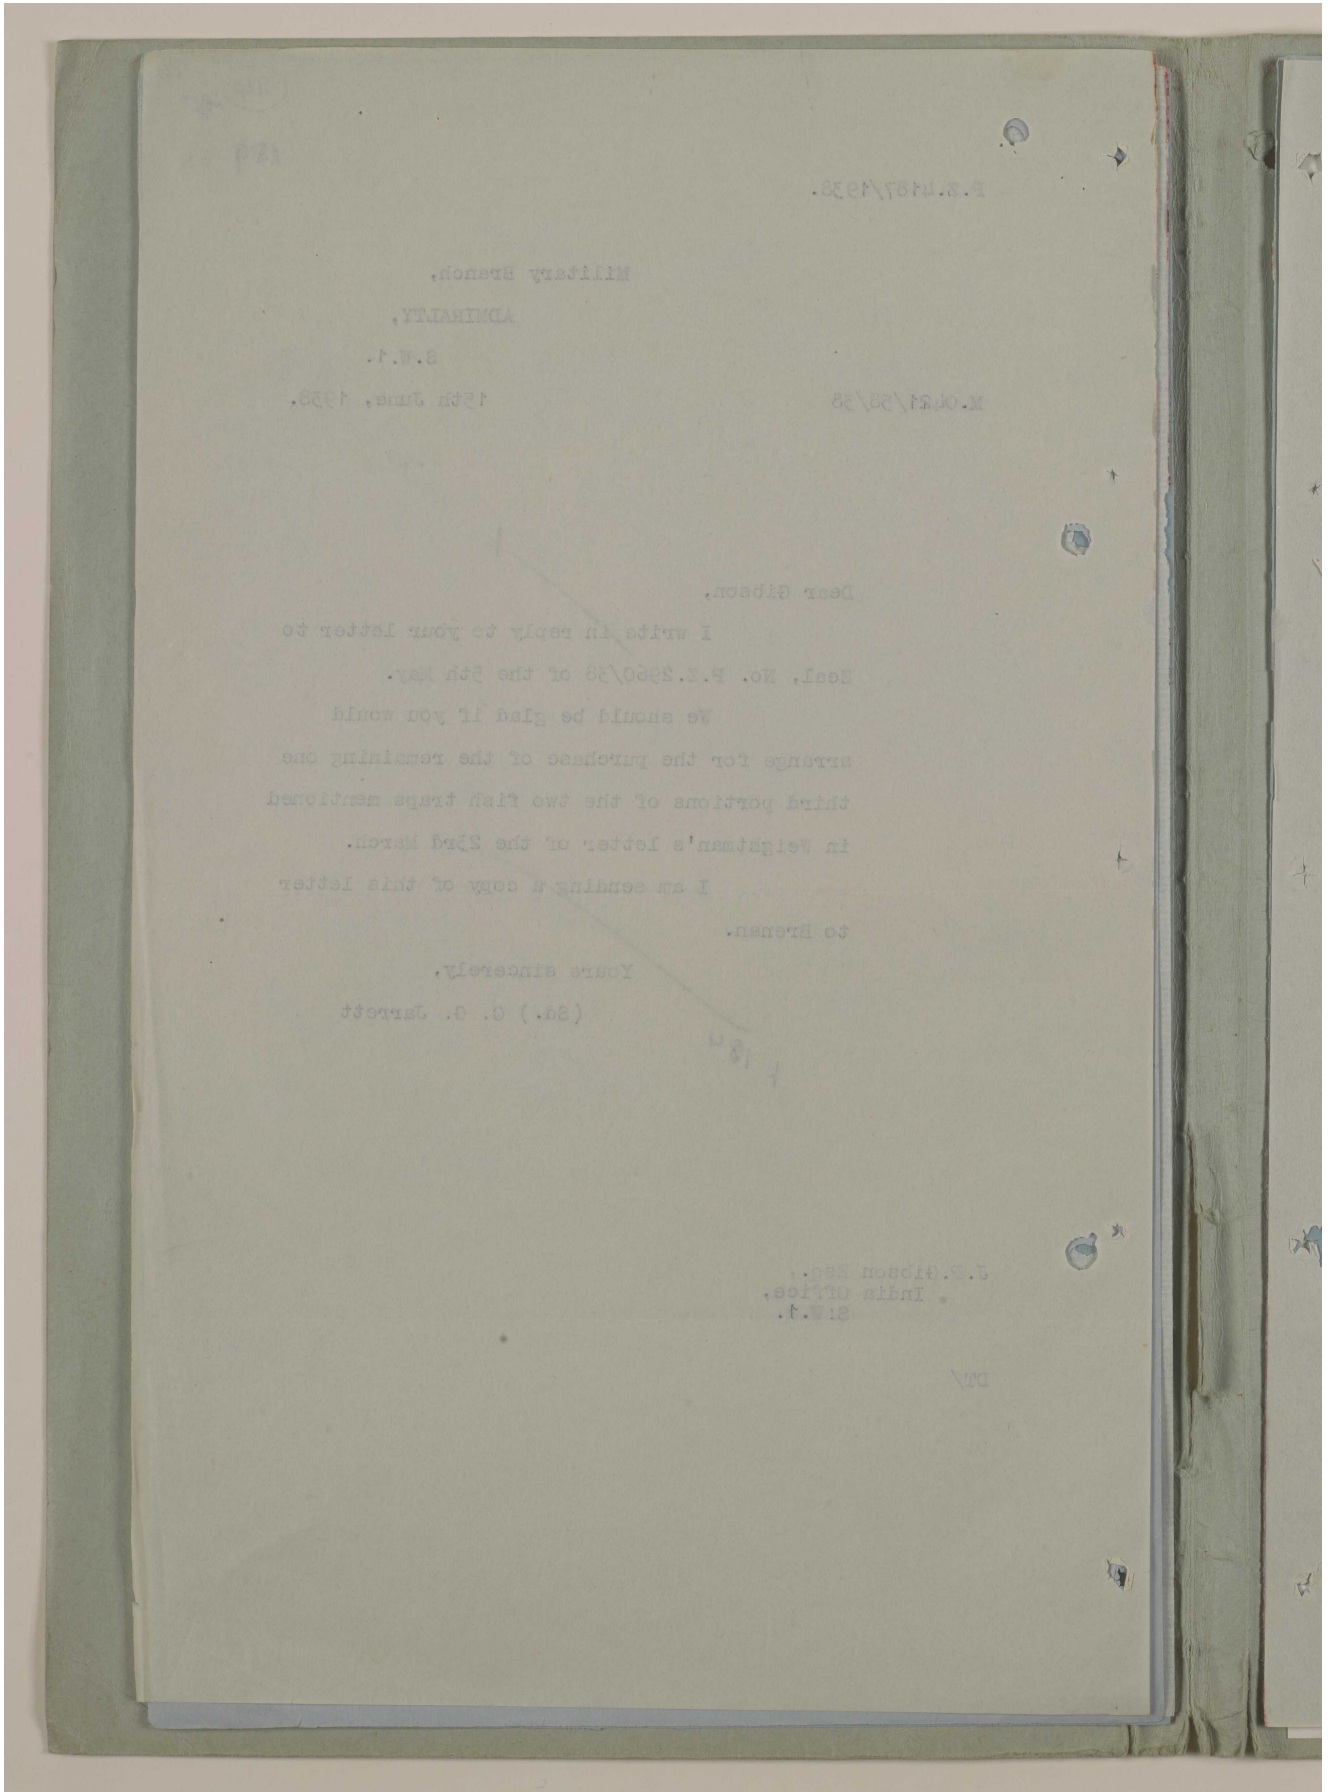 P.Z.4187/1938.
Military Branch,
ADMIRALTY,
S.W.1.
M.0421/38/38 15th June, 1938.
Dear Gibson,
I write in reply to your letter to
Seal, No. P.Z.2960/38 of the 5th May.
We should be glad if you would
arrange for the purchase of the remaining one
third portions of the two fish traps mentioned
in Weightman's letter of the 23rd March.
I am sending a copy of this letter
to Brenan.
Yours sincerely,
(Sd.) C. G. Jarrett
J.P.Gibson Esq.,
India Office,
S.W.1.